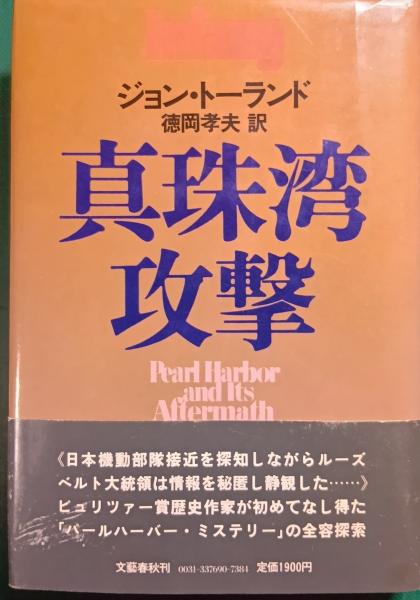 ジョン・トーランド
徳岡孝夫 訳
真珠湾
攻撃
Pearl Harbor
and Its
Aftermath
《日本機動部隊接近を探知しながらルーズ
ベルト大統領は情報を秘匿し静観した……》
ピュリツァー賞歴史作家が初めてなし得た
「パールハーバー・ミステリー」の全容探索
文藝春秋刊 0031-337690-7384 定価1900円